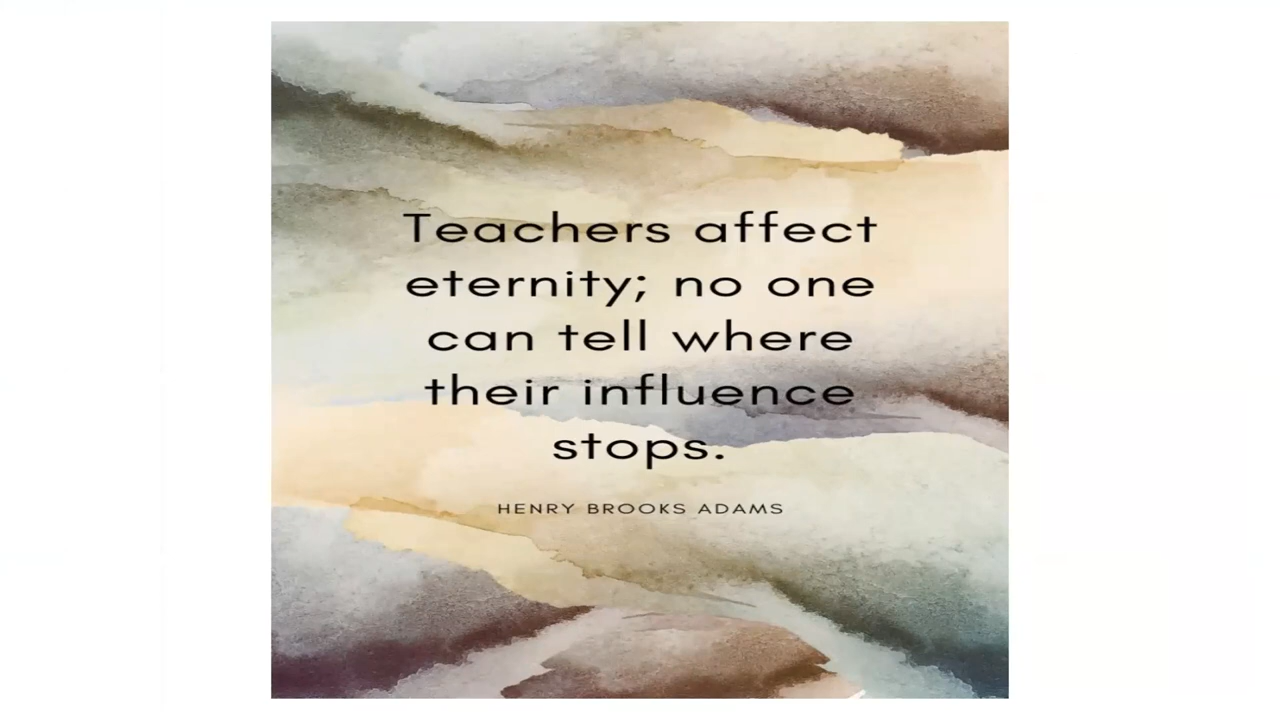 Teachers affect
eternity; no one
can tell where
their influence
stops.
HENRY BROOKS ADAMS